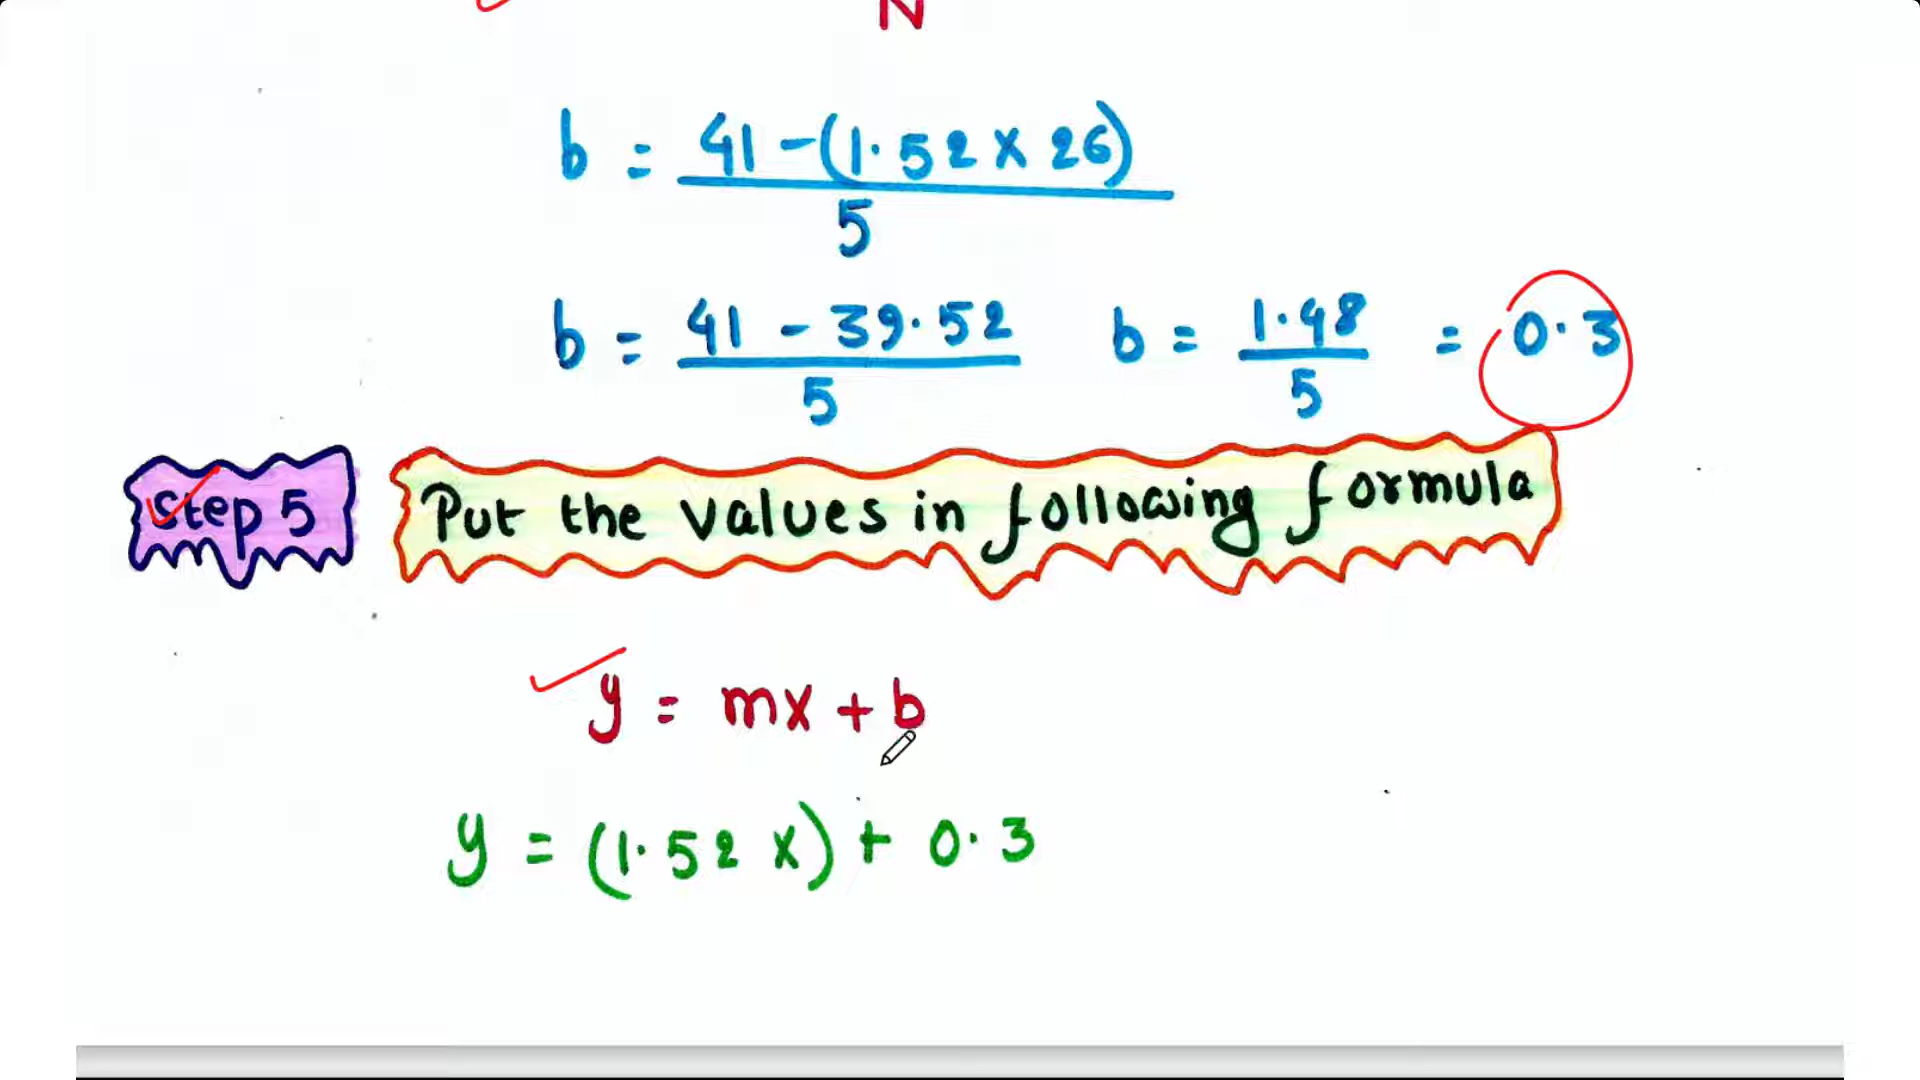 N
b = 41 - (1.52 x 26)
5
b = 41 - 39.52 b = 1.48 = 0.3
5 5
Step 5 Put the values in following formula
y = mx + b
y = (1.52 x) + 0.3